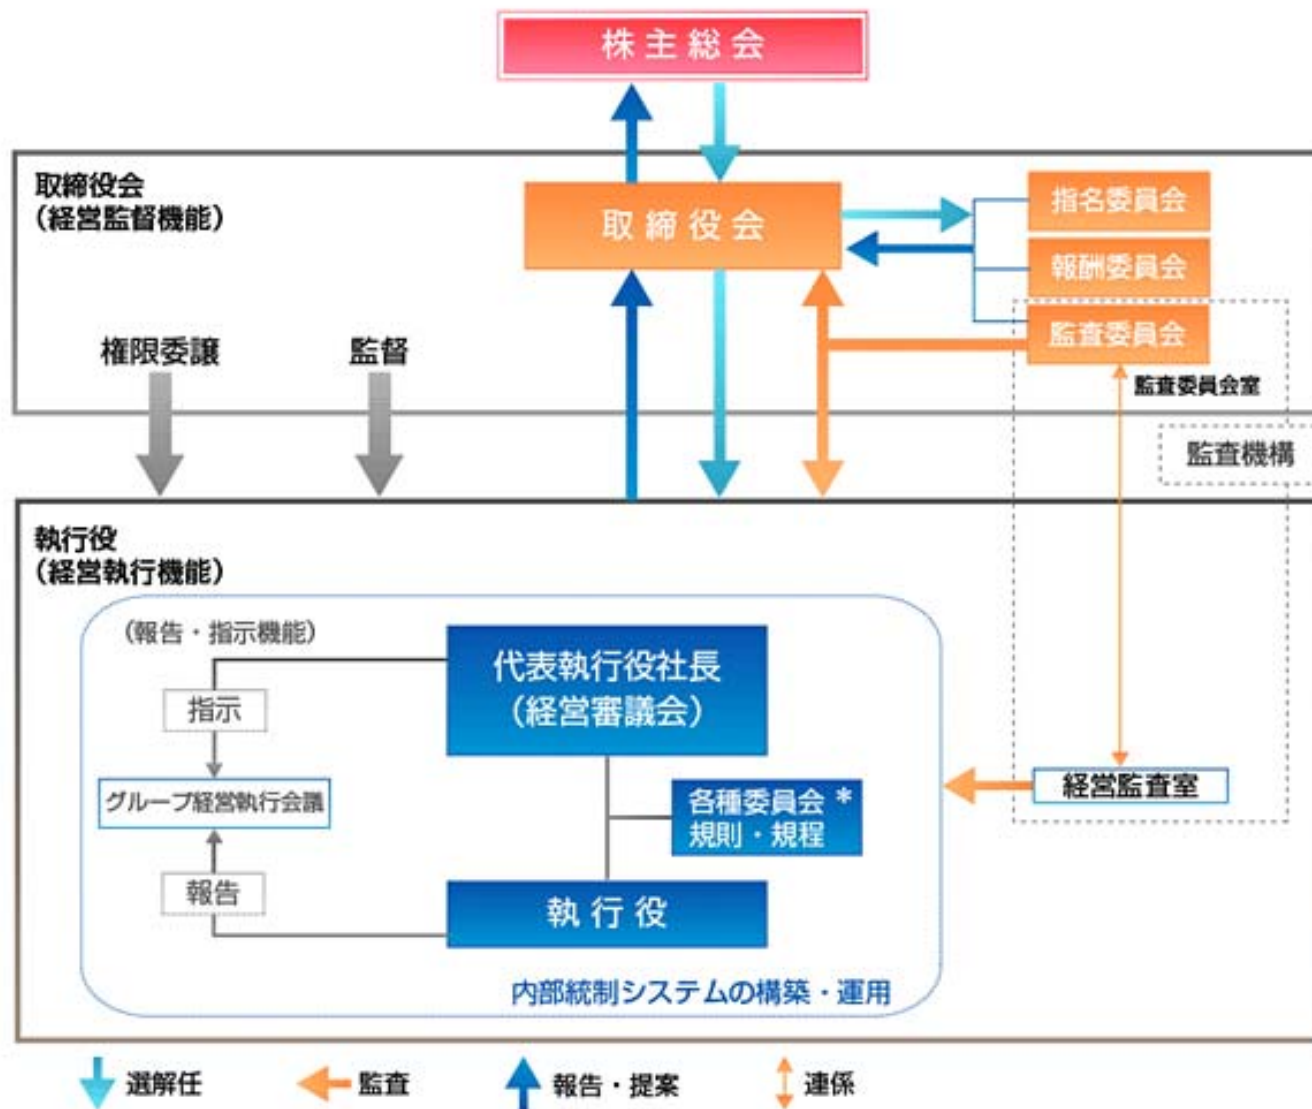 株主総会
取締役会
(経営監督機能)
取締役会
指名委員会
報酬委員会
監査委員会
監査委員会室
権限委譲
監督
監査機構
執行役
(経営執行機能)
(報告・指示機能)
代表執行役社長
(経営審議会)
指示
グループ経営執行会議
各種委員会*
規則・規程
経営監査室
報告
執行役
内部統制システムの構築・運用
選解任
監査
報告・提案
連係